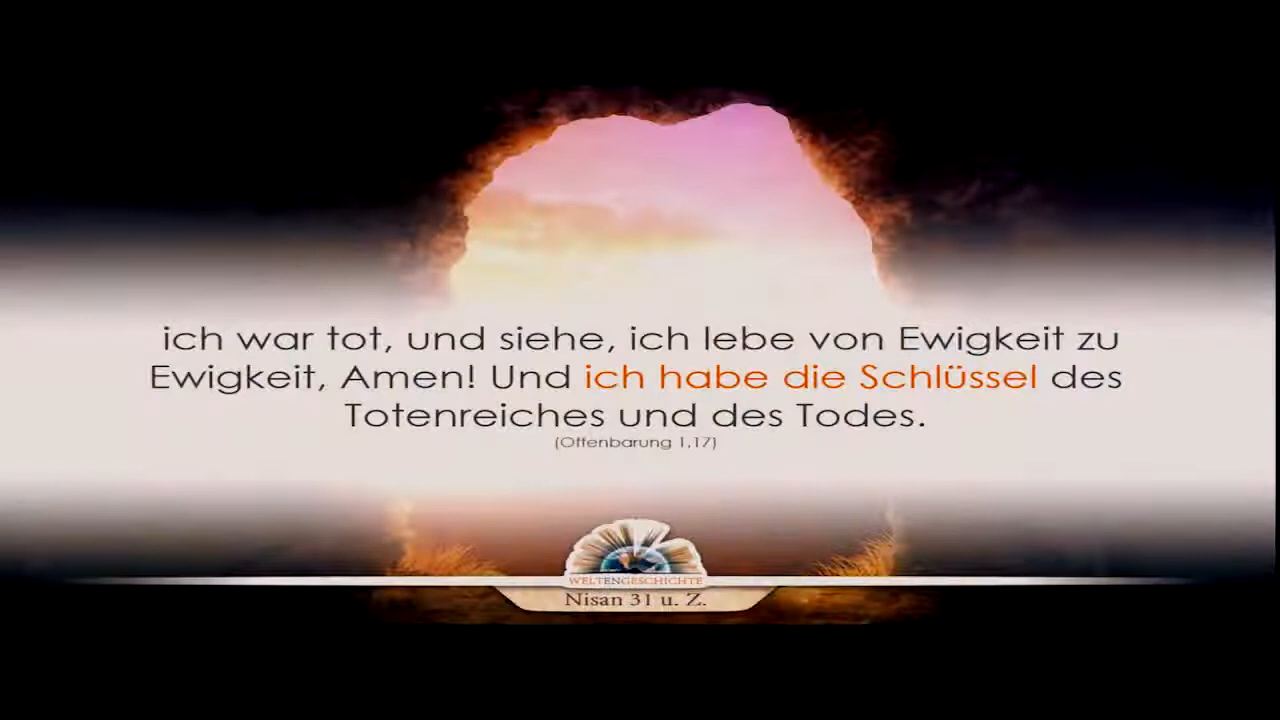 ich war tot, und siehe, ich lebe von Ewigkeit zu
Ewigkeit, Amen! Und ich habe die Schlüssel des
Totenreiches und des Todes.
(Offenbarung 1,17)
WELTENGESCHICHTE
Nisan 31 u. Z.